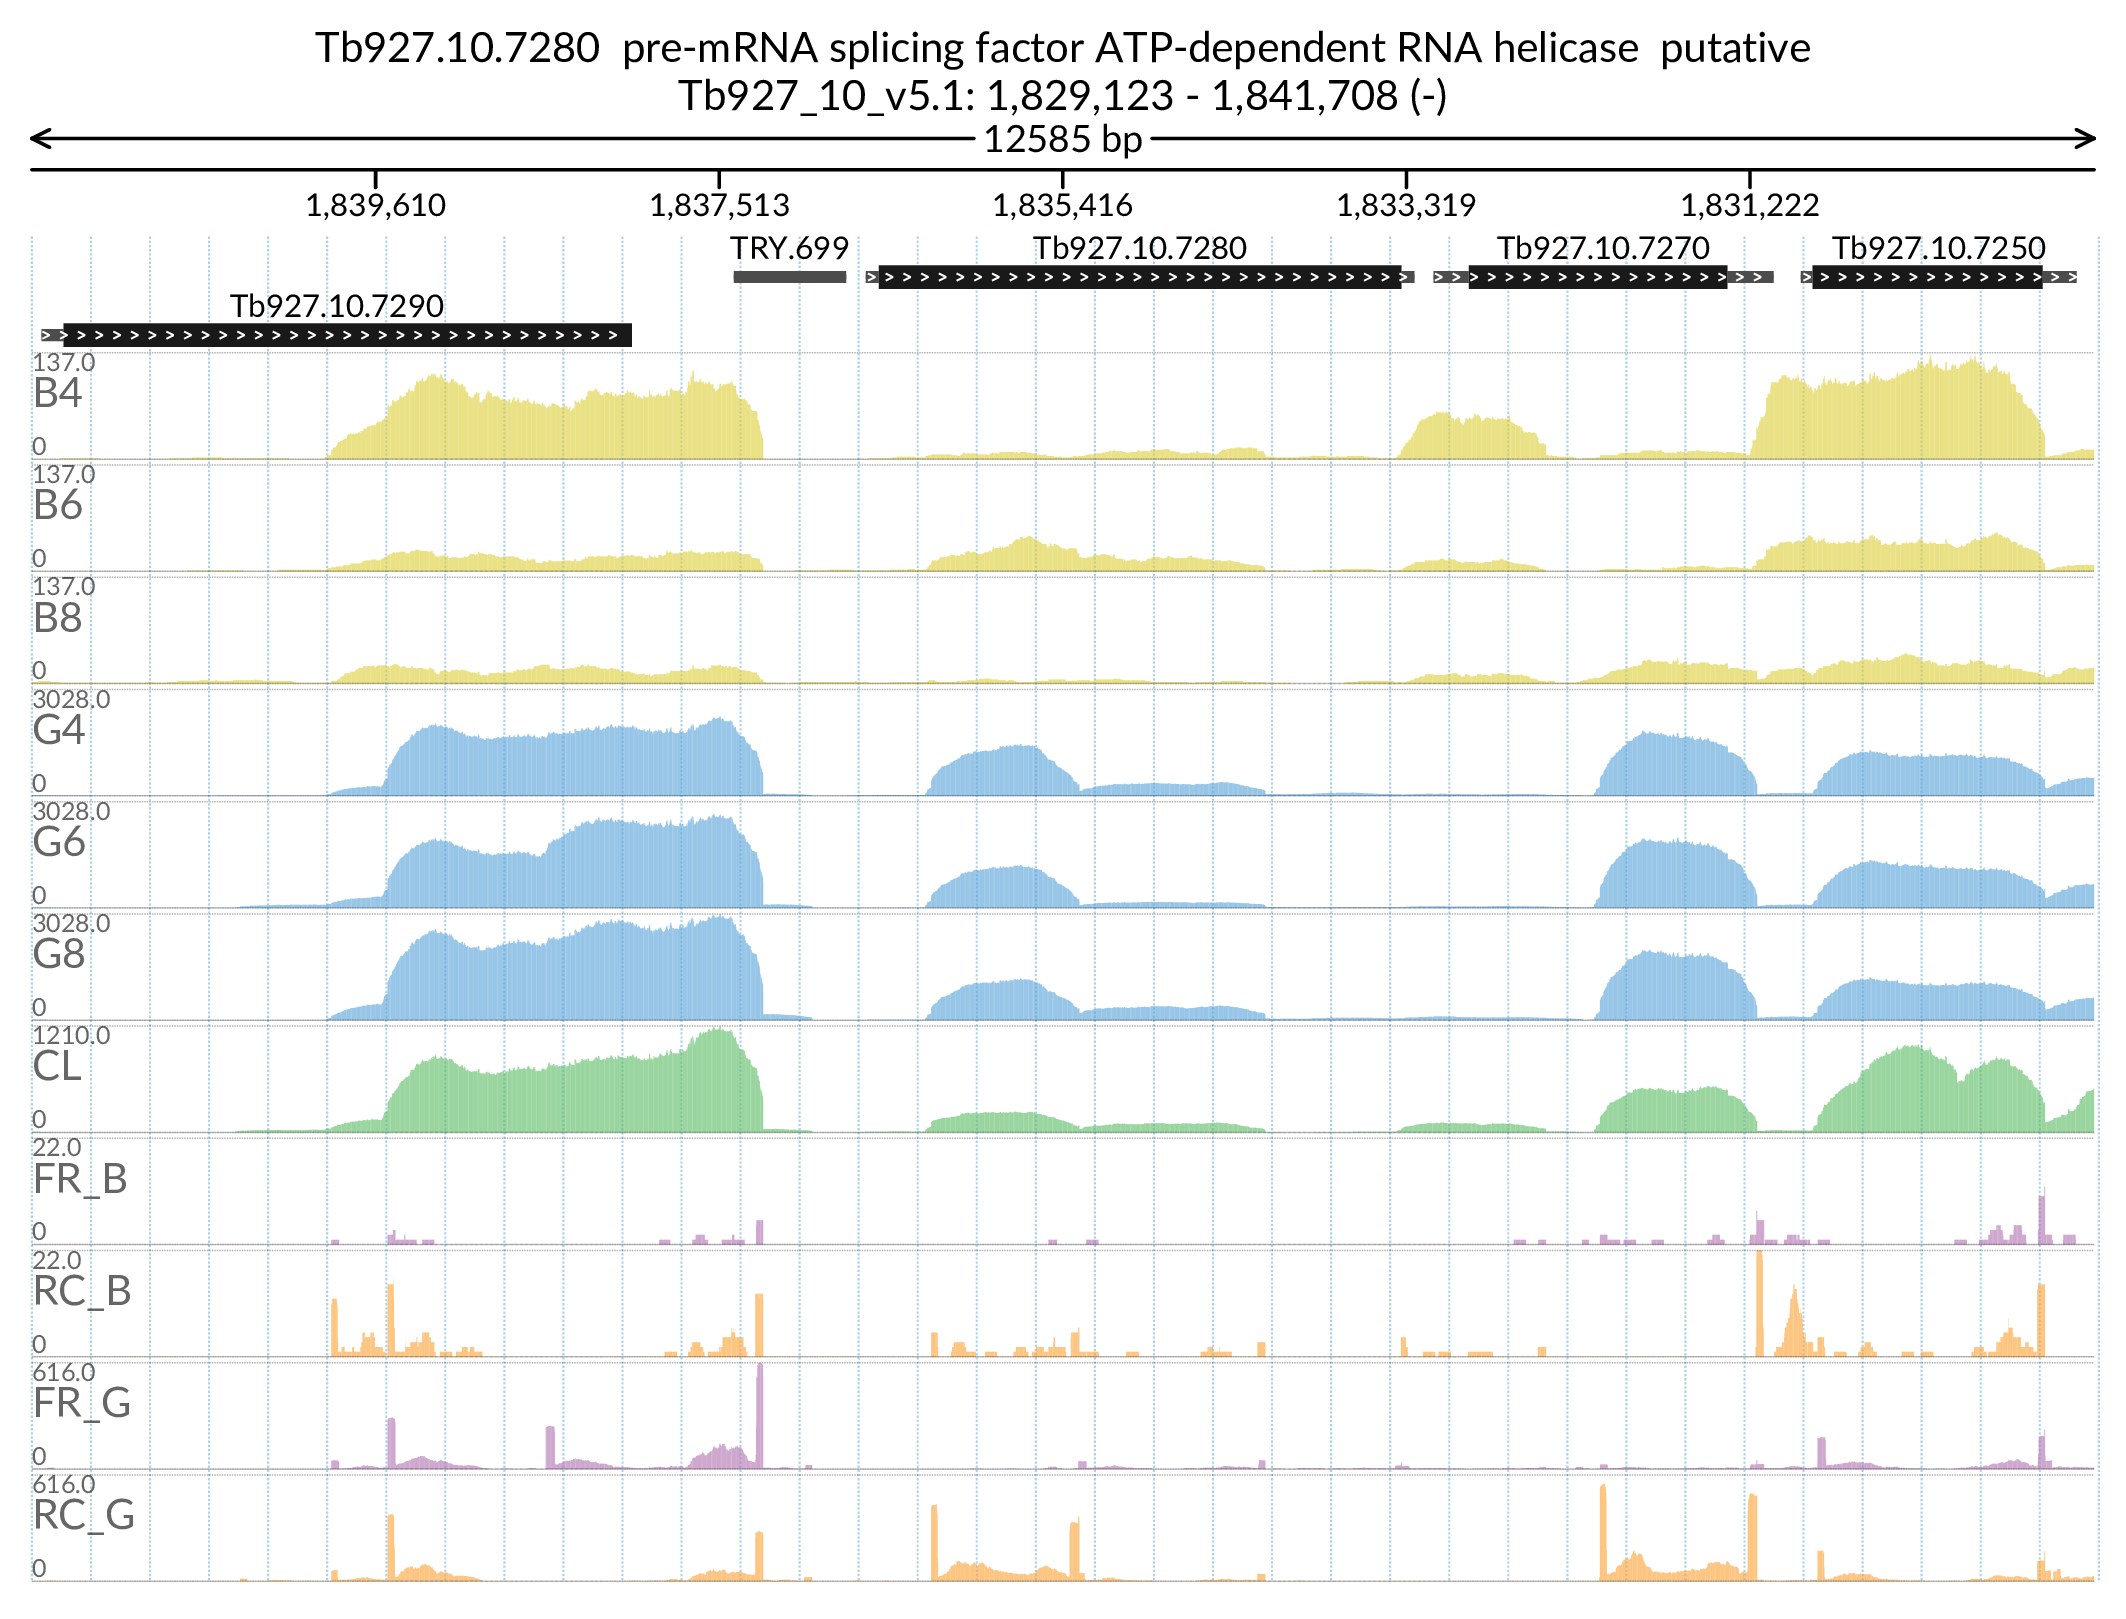 Tb927.10.7280  pre-mRNA splicing factor ATP-dependent RNA helicase  putative
Tb927_10_v5.1: 1,829,123 - 1,841,708 (-)
12585 bp
1,839,610 1,837,513 1,835,416 1,833,319 1,831,222
TRY.699 Tb927.10.7280 Tb927.10.7270 Tb927.10.7250
Tb927.10.7290
137.0
B4
0
137.0
B6
0
137.0
B8
0
3028.0
G4
0
3028.0
G6
0
3028.0
G8
0
1210.0
CL
0
22.0
FR_B
0
22.0
RC_B
0
616.0
FR_G
0
616.0
RC_G
0